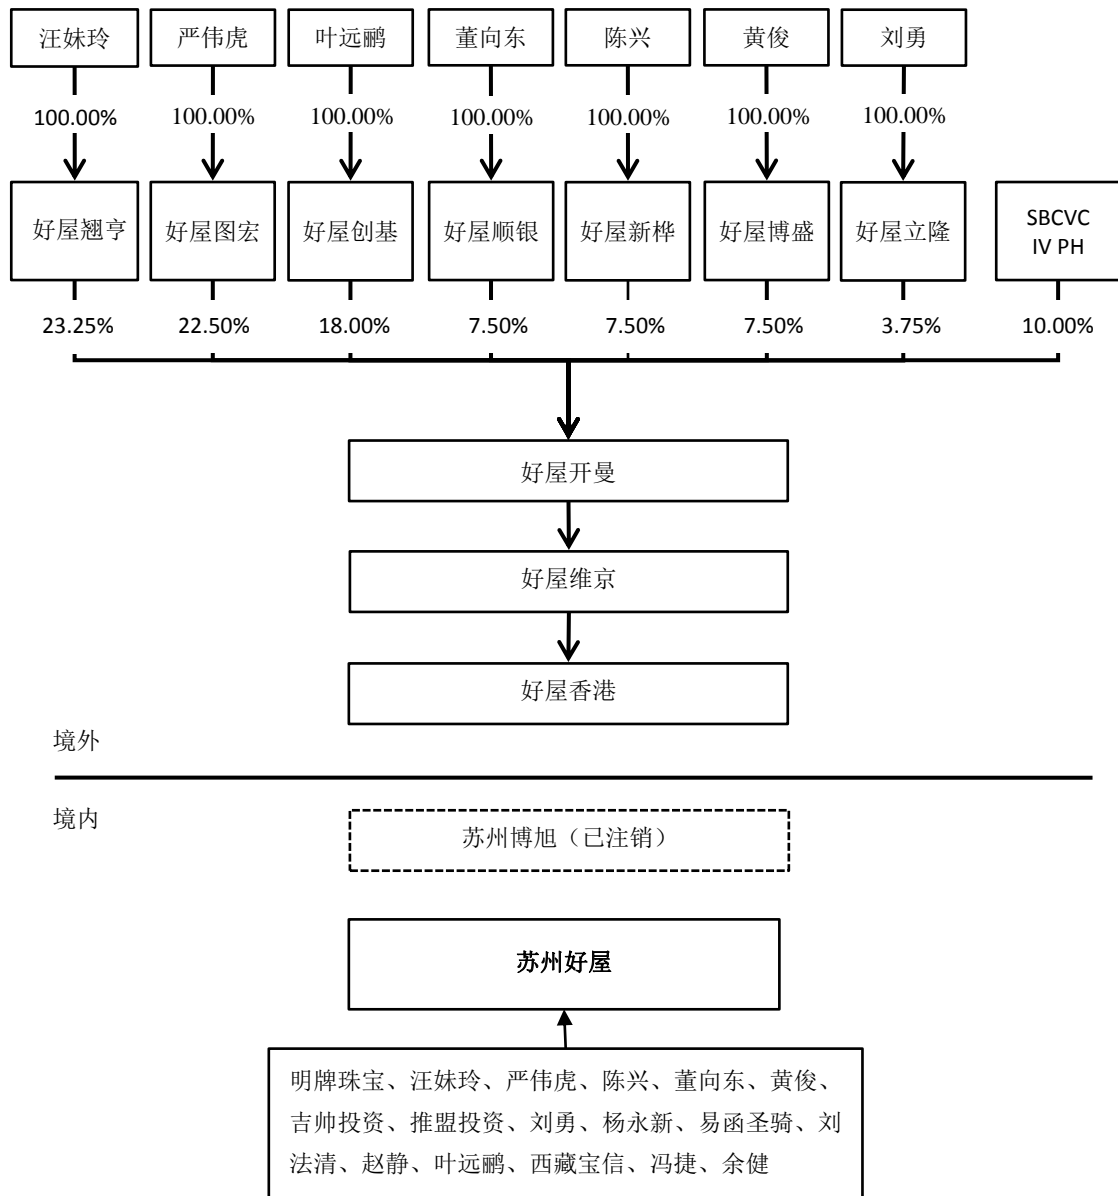 汪妹玲 严伟虎 叶远鹂 董向东 陈兴 黄俊 刘勇
100.00% 100.00% 100.00% 100.00% 100.00% 100.00% 100.00%
好屋翘亨 好屋图宏 好屋创基 好屋顺银 好屋新桦 好屋博盛 好屋立隆 SBCVC
IV PH
23.25% 22.50% 18.00% 7.50% 7.50% 7.50% 3.75% 10.00%
好屋开曼
好屋维京
好屋香港
境外
境内
苏州博旭（已注销）
苏州好屋
明牌珠宝、汪妹玲、严伟虎、陈兴、董向东、黄俊、
吉帅投资、推盟投资、刘勇、杨永新、易函圣骑、刘
法清、赵静、叶远鹂、西藏宝信、冯捷、余健